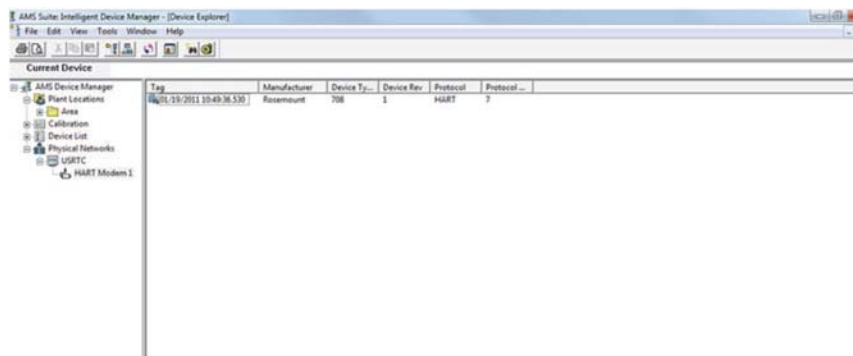 AMS Suite: Intelligent Device Manager - [Device Explorer]
File Edit View Tools Window Help
Current Device
AMS Device Manager
Plant Locations
Area
Calibration
Device List
Physical Networks
USRTC
HART Modem 1
Tag Manufacturer Device Ty... Device Rev Protocol Protocol ...
01/19/2011 10:49:36.530 Rosemount 708 1 HART 7